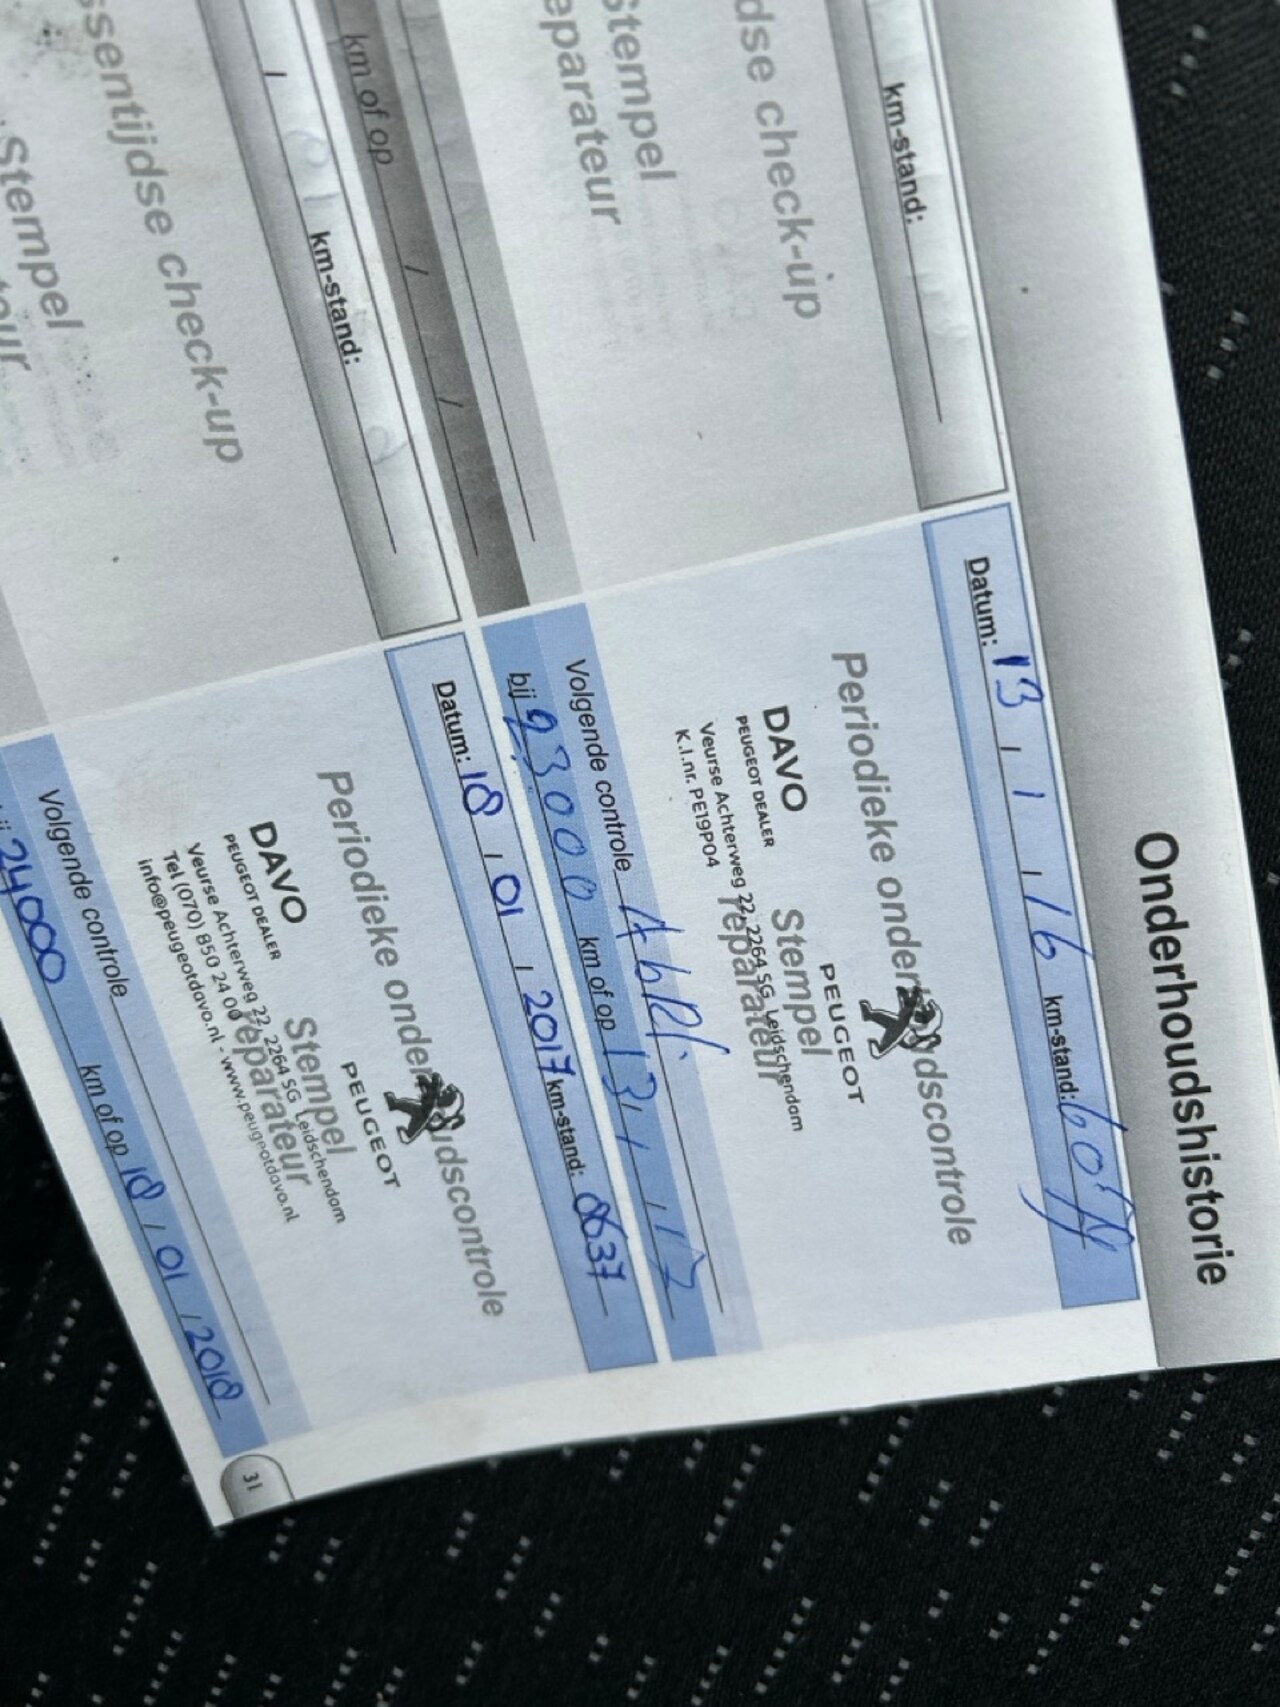 Onderhoudshistorie
km-stand:
dse check-up
Stempel
eparateur
km of op / /
/ km-stand:
ssentijdse check-up
Stempel
Datum: 13 / 1 / 16 km-stand:
Periodieke onderhoudscontrole
DAVO PEUGEOT
PEUGEOT DEALER
Stempel
reparateur
Veurse Achterweg 22, 2264 SG Leidschendam
K.I.nr. PE19P04
Volgende controle
bij 23000 km of op 13 / 1 / 17
Datum: 18 / 01 / 2017 km-stand: 8637
Periodieke onderhoudscontrole
DAVO PEUGEOT
PEUGEOT DEALER
Stempel
reparateur
Veurse Achterweg 22, 2264 SG Leidschendam
Tel (070) 850 24 00
info@peugeotdavo.nl - www.peugeotdavo.nl
Volgende controle
24000 km of op 18 / 01 / 2018
31